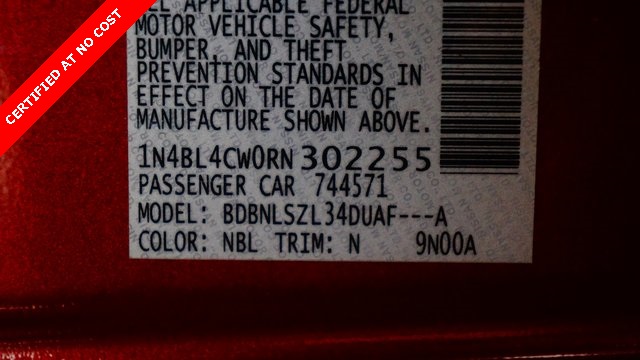 CERTIFIED AT NO COST
ALL APPLICABLE FEDERAL
MOTOR VEHICLE SAFETY,
BUMPER, AND THEFT
PREVENTION STANDARDS IN
EFFECT ON THE DATE OF
MANUFACTURE SHOWN ABOVE.
1N4BL4CW0RN302255
PASSENGER CAR 744571
MODEL: BDBNLSZL34DUAF---A
COLOR: NBL TRIM: N 9N00A